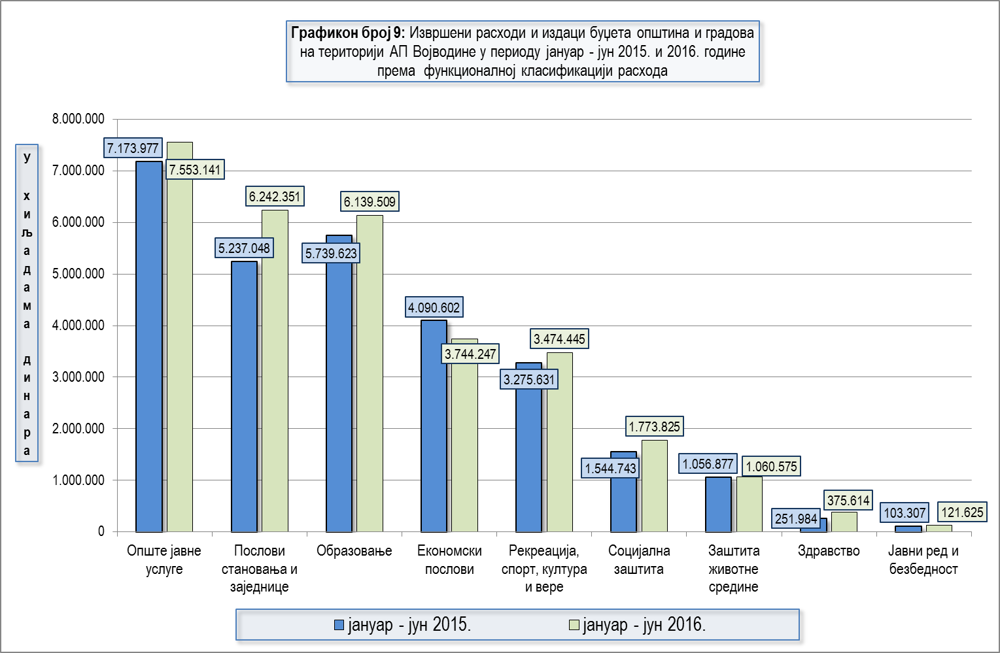 Графикон број 9: Извршени расходи и издаци буџета општина и градова
на територији АП Војводине у периоду јануар - јун 2015. и 2016. године
према функционалној класификацији расхода
У хиљадама динара
8.000.000
7.000.000
6.000.000
5.000.000
4.000.000
3.000.000
2.000.000
1.000.000
0
7.173.977
7.553.141
5.237.048
6.242.351
5.739.623
6.139.509
4.090.602
3.744.247
3.275.631
3.474.445
1.544.743
1.773.825
1.056.877
1.060.575
251.984
375.614
103.307
121.625
Опште јавне
услуге
Послови
становања и
заједнице
Образовање
Економски
послови
Рекреација,
спорт, култура
и вере
Социјална
заштита
Заштита
животне
средине
Здравство
Јавни ред и
безбедност
јануар - јун 2015.
јануар - јун 2016.